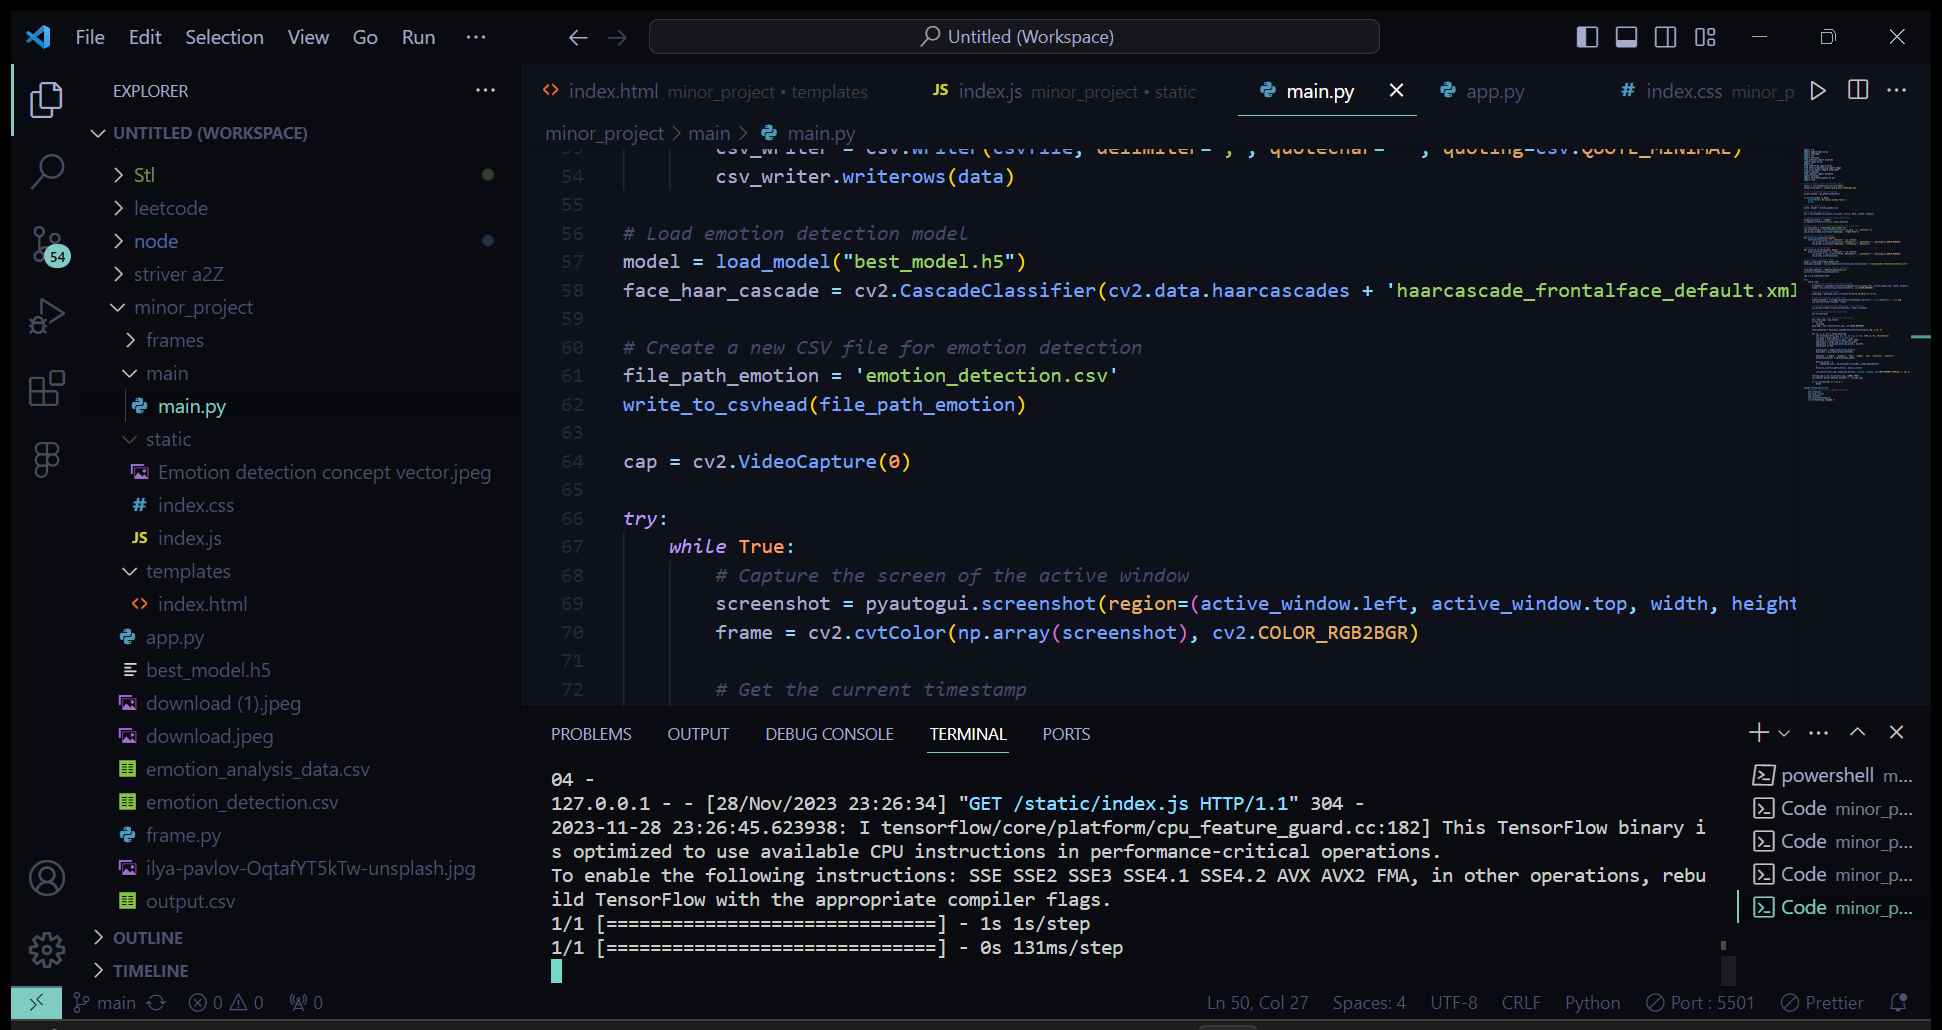 File Edit Selection View Go Run ···
Untitled (Workspace)
EXPLORER
UNTITLED (WORKSPACE)
Stl
leetcode
node
striver a2Z
minor_project
frames
main
main.py
static
Emotion detection concept vector.jpeg
# index.css
JS index.js
templates
<> index.html
app.py
best_model.h5
download (1).jpeg
download.jpeg
emotion_analysis_data.csv
emotion_detection.csv
frame.py
ilya-pavlov-OqtafYT5kTw-unsplash.jpg
output.csv
OUTLINE
TIMELINE
54
<> index.html minor_project • templates
JS index.js minor_project • static
main.py
app.py
# index.css minor_p
minor_project > main > main.py
53 csv_writer = csv.writer(csvfile, delimiter=',', quotechar=' ', quoting=csv.QUOTE_MINIMAL)
54 csv_writer.writerows(data)
55
56 # Load emotion detection model
57 model = load_model("best_model.h5")
58 face_haar_cascade = cv2.CascadeClassifier(cv2.data.haarcascades + 'haarcascade_frontalface_default.xml
59
60 # Create a new CSV file for emotion detection
61 file_path_emotion = 'emotion_detection.csv'
62 write_to_csvhead(file_path_emotion)
63
64 cap = cv2.VideoCapture(0)
65
66 try:
67 while True:
68 # Capture the screen of the active window
69 screenshot = pyautogui.screenshot(region=(active_window.left, active_window.top, width, height
70 frame = cv2.cvtColor(np.array(screenshot), cv2.COLOR_RGB2BGR)
71
72 # Get the current timestamp
PROBLEMS OUTPUT DEBUG CONSOLE TERMINAL PORTS
04 -
127.0.0.1 - - [28/Nov/2023 23:26:34] "GET /static/index.js HTTP/1.1" 304 -
2023-11-28 23:26:45.623938: I tensorflow/core/platform/cpu_feature_guard.cc:182] This TensorFlow binary i
s optimized to use available CPU instructions in performance-critical operations.
To enable the following instructions: SSE SSE2 SSE3 SSE4.1 SSE4.2 AVX AVX2 FMA, in other operations, rebu
ild TensorFlow with the appropriate compiler flags.
1/1 [==============================] - 1s 1s/step
1/1 [==============================] - 0s 131ms/step
powershell m...
Code minor_p...
Code minor_p...
Code minor_p...
Code minor_p...
main 0 0 0
Ln 50, Col 27 Spaces: 4 UTF-8 CRLF Python Port : 5501 Prettier